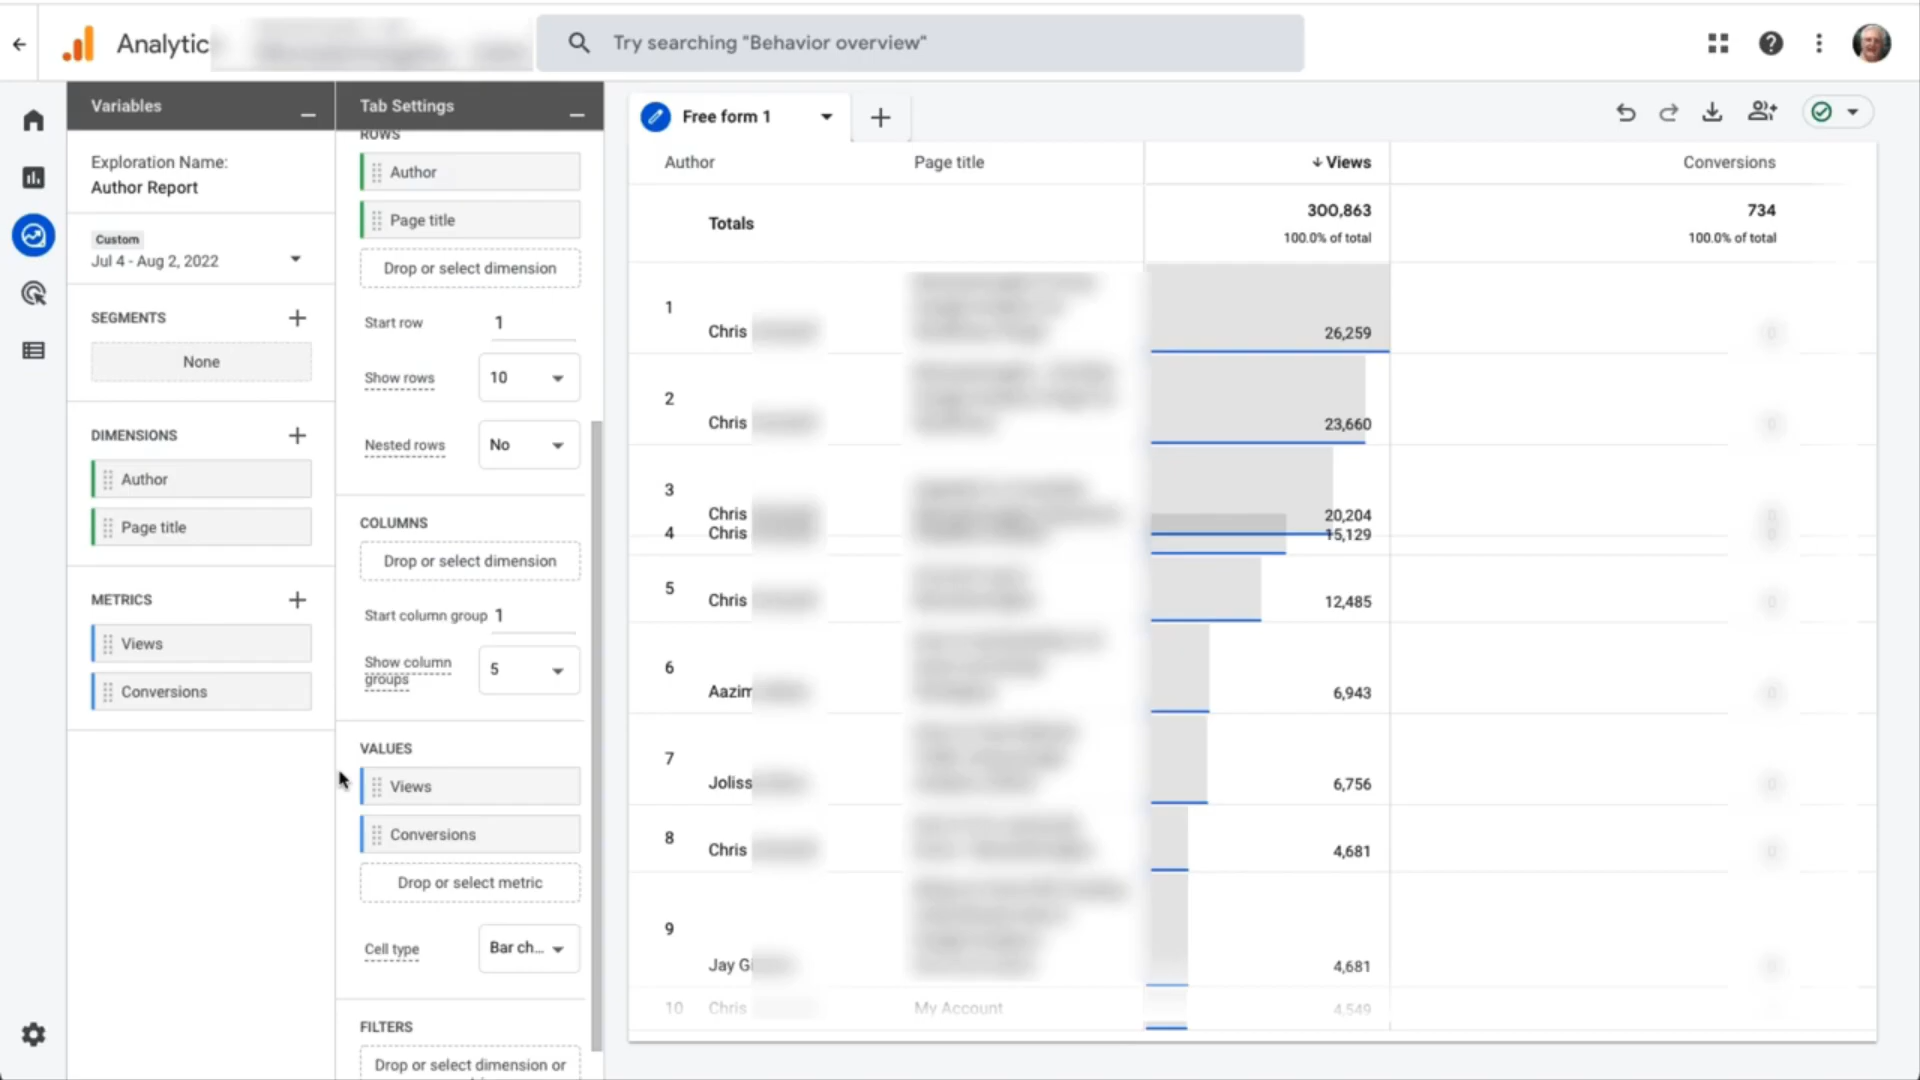 Analytic
Try searching "Behavior overview"
Variables
Exploration Name:
Author Report
Custom
Jul 4 - Aug 2, 2022
SEGMENTS
None
DIMENSIONS
Author
Page title
METRICS
Views
Conversions
Tab Settings
ROWS
Author
Page title
Drop or select dimension
Start row 1
Show rows 10
Nested rows No
COLUMNS
Drop or select dimension
Start column group 1
Show column
groups 5
VALUES
Views
Conversions
Drop or select metric
Cell type Bar ch...
FILTERS
Drop or select dimension or
Free form 1
Author Page title Views Conversions
Totals 300,863 734
100.0% of total 100.0% of total
1 Chris 26,259
2 Chris 23,660
3 Chris 20,204
4 Chris 15,129
5 Chris 12,485
6 Aazim 6,943
7 Joliss 6,756
8 Chris 4,681
9 Jay Gi 4,681
10 Chris My Account 4,549